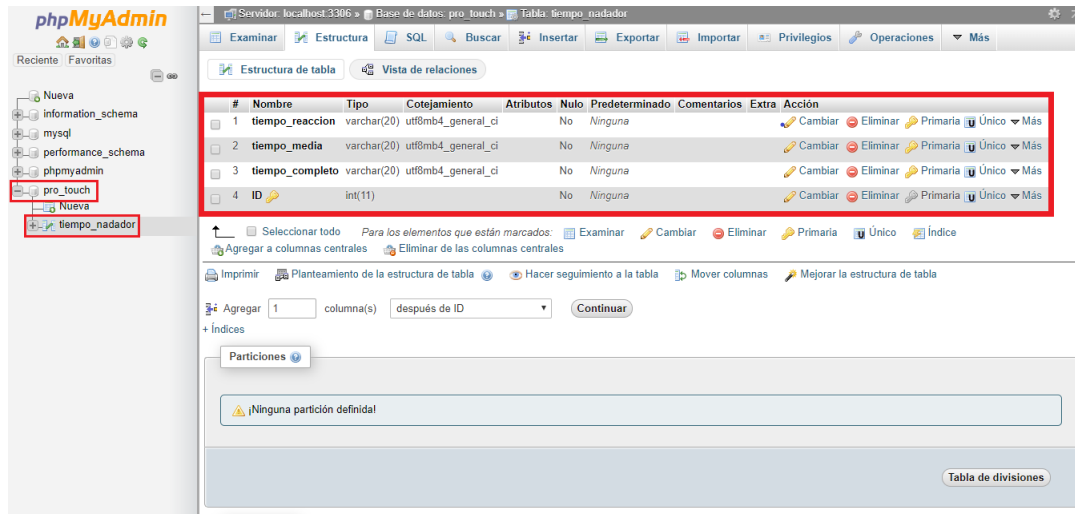 phpMyAdmin
Reciente Favoritas
Nueva
information_schema
mysql
performance_schema
phpmyadmin
pro_touch
Nueva
tiempo_nadador
Servidor: localhost:3306 » Base de datos: pro_touch » Tabla: tiempo_nadador
Examinar Estructura SQL Buscar Insertar Exportar Importar Privilegios Operaciones Más
Estructura de tabla Vista de relaciones
# Nombre Tipo Cotejamiento Atributos Nulo Predeterminado Comentarios Extra Acción
1 tiempo_reaccion varchar(20) utf8mb4_general_ci No Ninguna Cambiar Eliminar Primaria Único Más
2 tiempo_media varchar(20) utf8mb4_general_ci No Ninguna Cambiar Eliminar Primaria Único Más
3 tiempo_completo varchar(20) utf8mb4_general_ci No Ninguna Cambiar Eliminar Primaria Único Más
4 ID int(11) No Ninguna Cambiar Eliminar Primaria Único Más
Seleccionar todo Para los elementos que están marcados: Examinar Cambiar Eliminar Primaria Único Índice
Agregar a columnas centrales Eliminar de las columnas centrales
Imprimir Planteamiento de la estructura de tabla Hacer seguimiento a la tabla Mover columnas Mejorar la estructura de tabla
Agregar 1 columna(s) después de ID Continuar
+ Índices
Particiones
¡Ninguna partición definida!
Tabla de divisiones